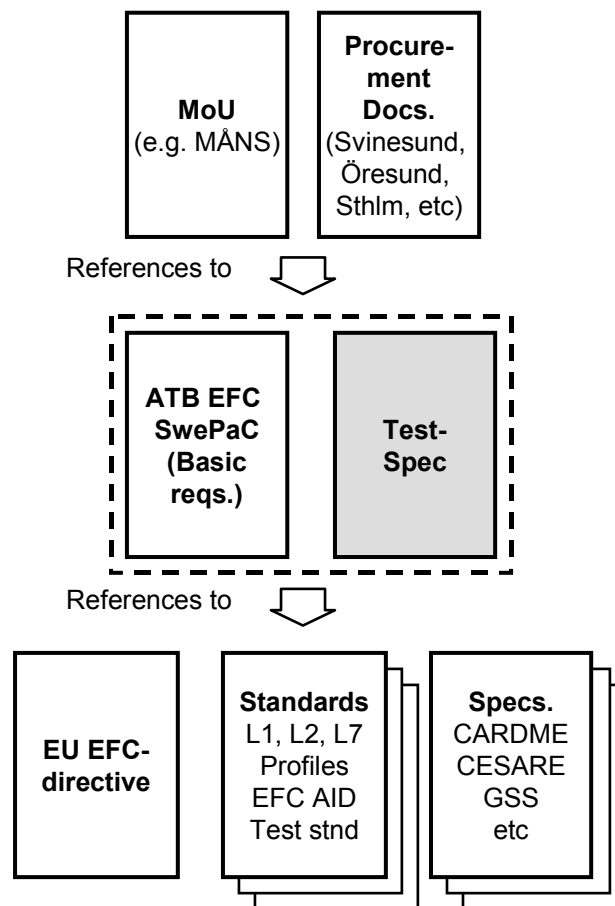 MoU
(e.g. MÅNS)
Procure-
ment
Docs.
(Svinesund,
Öresund,
Sthlm, etc)
References to
ATB EFC
SwePaC
(Basic
reqs.)
Test-
Spec
References to
EU EFC-
directive
Standards
L1, L2, L7
Profiles
EFC AID
Test stnd
Specs.
CARDME
CESARE
GSS
etc